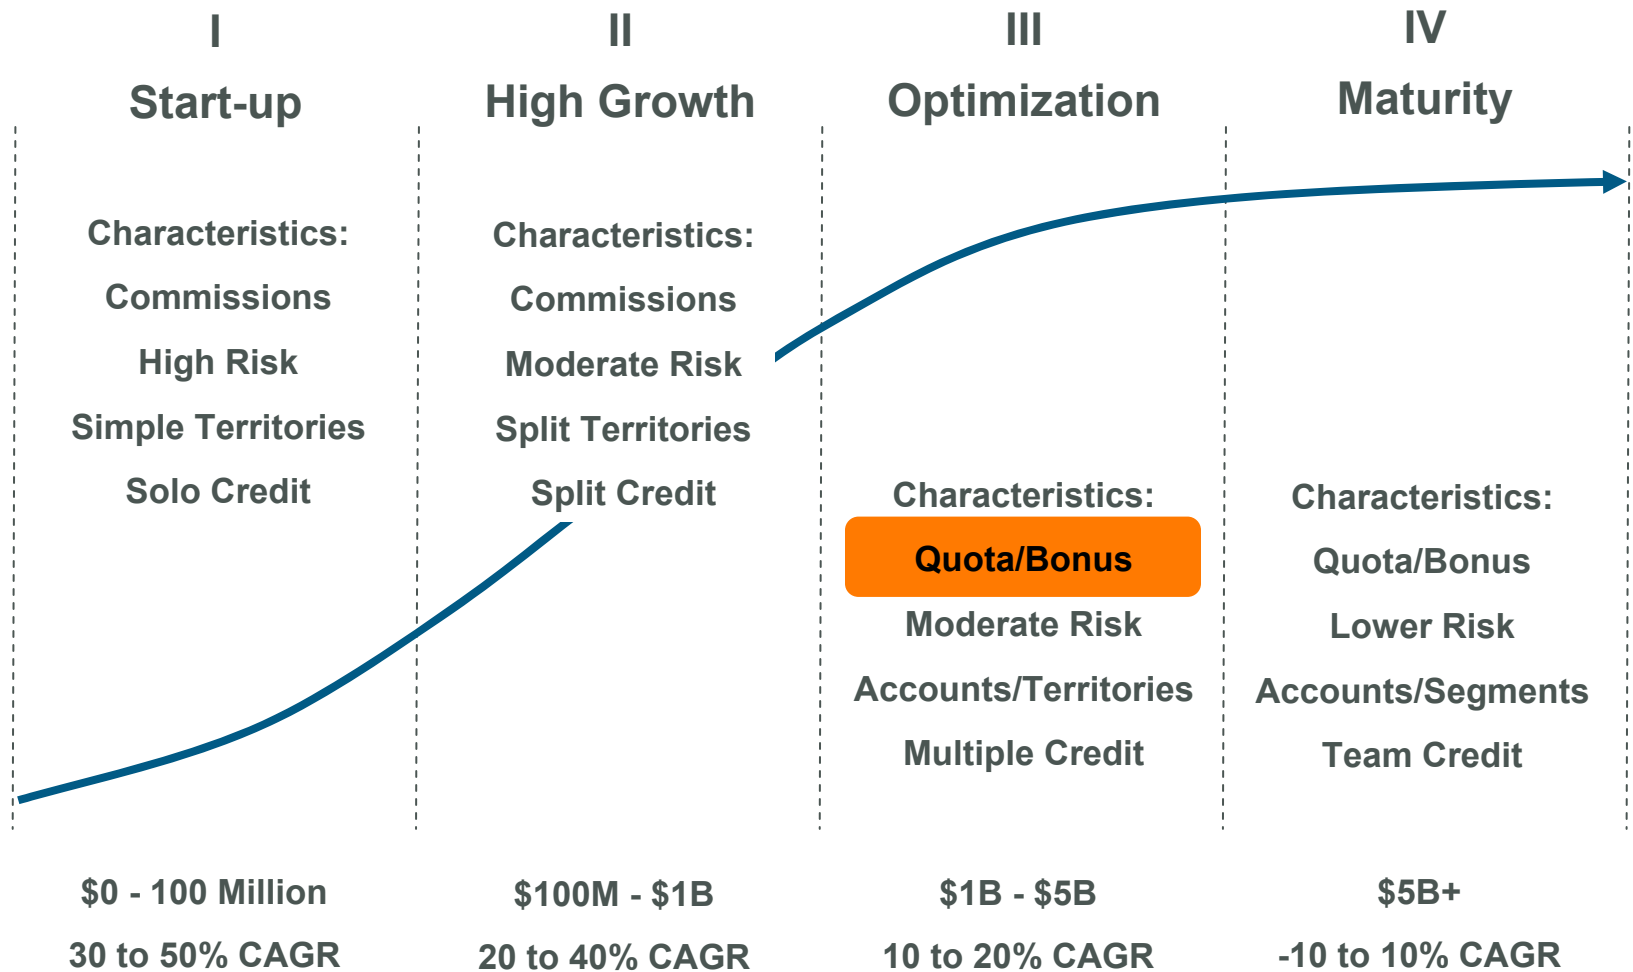 I
Start-up
Characteristics:
Commissions
High Risk
Simple Territories
Solo Credit
$0 - 100 Million
30 to 50% CAGR
II
High Growth
Characteristics:
Commissions
Moderate Risk
Split Territories
Split Credit
$100M - $1B
20 to 40% CAGR
III
Optimization
Characteristics:
Quota/Bonus
Moderate Risk
Accounts/Territories
Multiple Credit
$1B - $5B
10 to 20% CAGR
IV
Maturity
Characteristics:
Quota/Bonus
Lower Risk
Accounts/Segments
Team Credit
$5B+
-10 to 10% CAGR